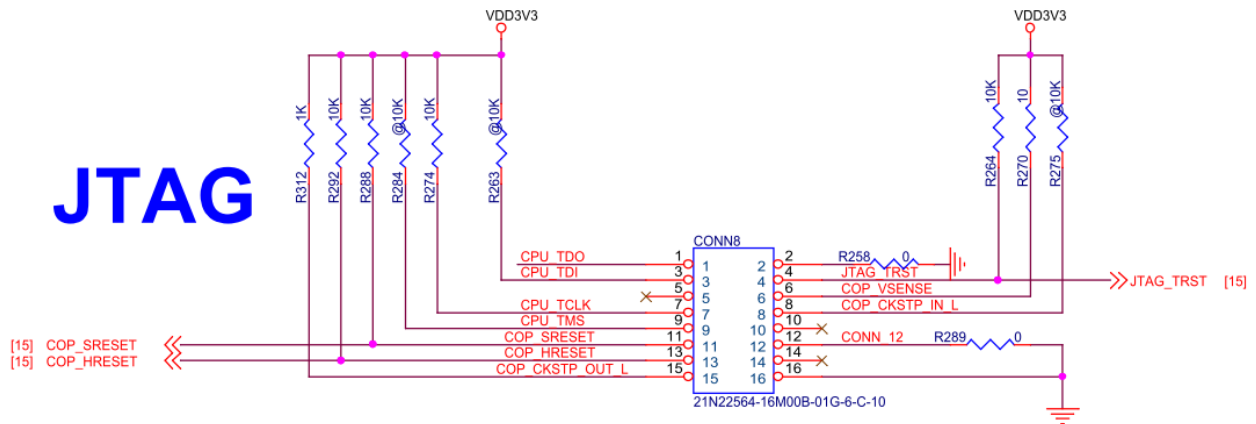 VDD3V3
VDD3V3
1K
10K
10K
@10K
10K
@10K
10K
10
@10K
R312
R292
R288
R284
R274
R263
R264
R270
R275
JTAG
CONN8
CPU_TDO 1 1 2 2 R258 0
CPU_TDI 3 3 4 4 JTAG_TRST JTAG_TRST [15]
5 5 6 6 COP_VSENSE
CPU_TCLK 7 7 8 8 COP_CKSTP_IN_L
CPU_TMS 9 9 10 10
[15] COP_SRESET COP_SRESET 11 11 12 12 CONN_12 R289 0
[15] COP_HRESET COP_HRESET 13 13 14 14
COP_CKSTP_OUT_L 15 15 16 16
21N22564-16M00B-01G-6-C-10